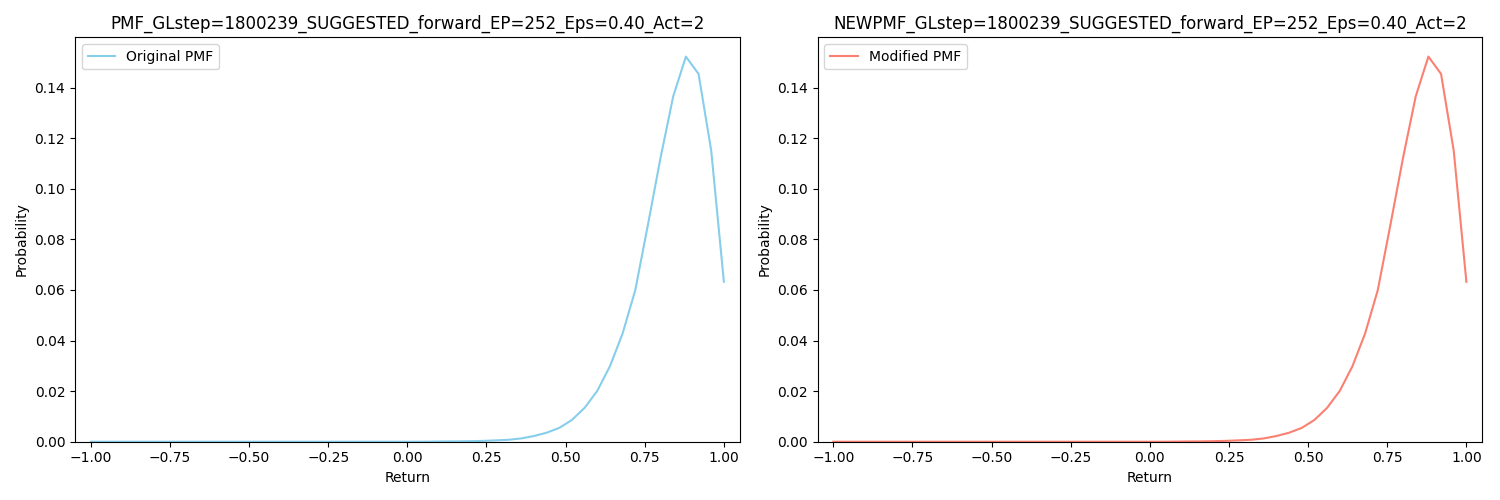 PMF_GLstep=1800239_SUGGESTED_forward_EP=252_Eps=0.40_Act=2
Original PMF
Probability
0.14
0.12
0.10
0.08
0.06
0.04
0.02
0.00
−1.00 −0.75 −0.50 −0.25 0.00 0.25 0.50 0.75 1.00
Return
NEWPMF_GLstep=1800239_SUGGESTED_forward_EP=252_Eps=0.40_Act=2
Modified PMF
Probability
0.14
0.12
0.10
0.08
0.06
0.04
0.02
0.00
−1.00 −0.75 −0.50 −0.25 0.00 0.25 0.50 0.75 1.00
Return